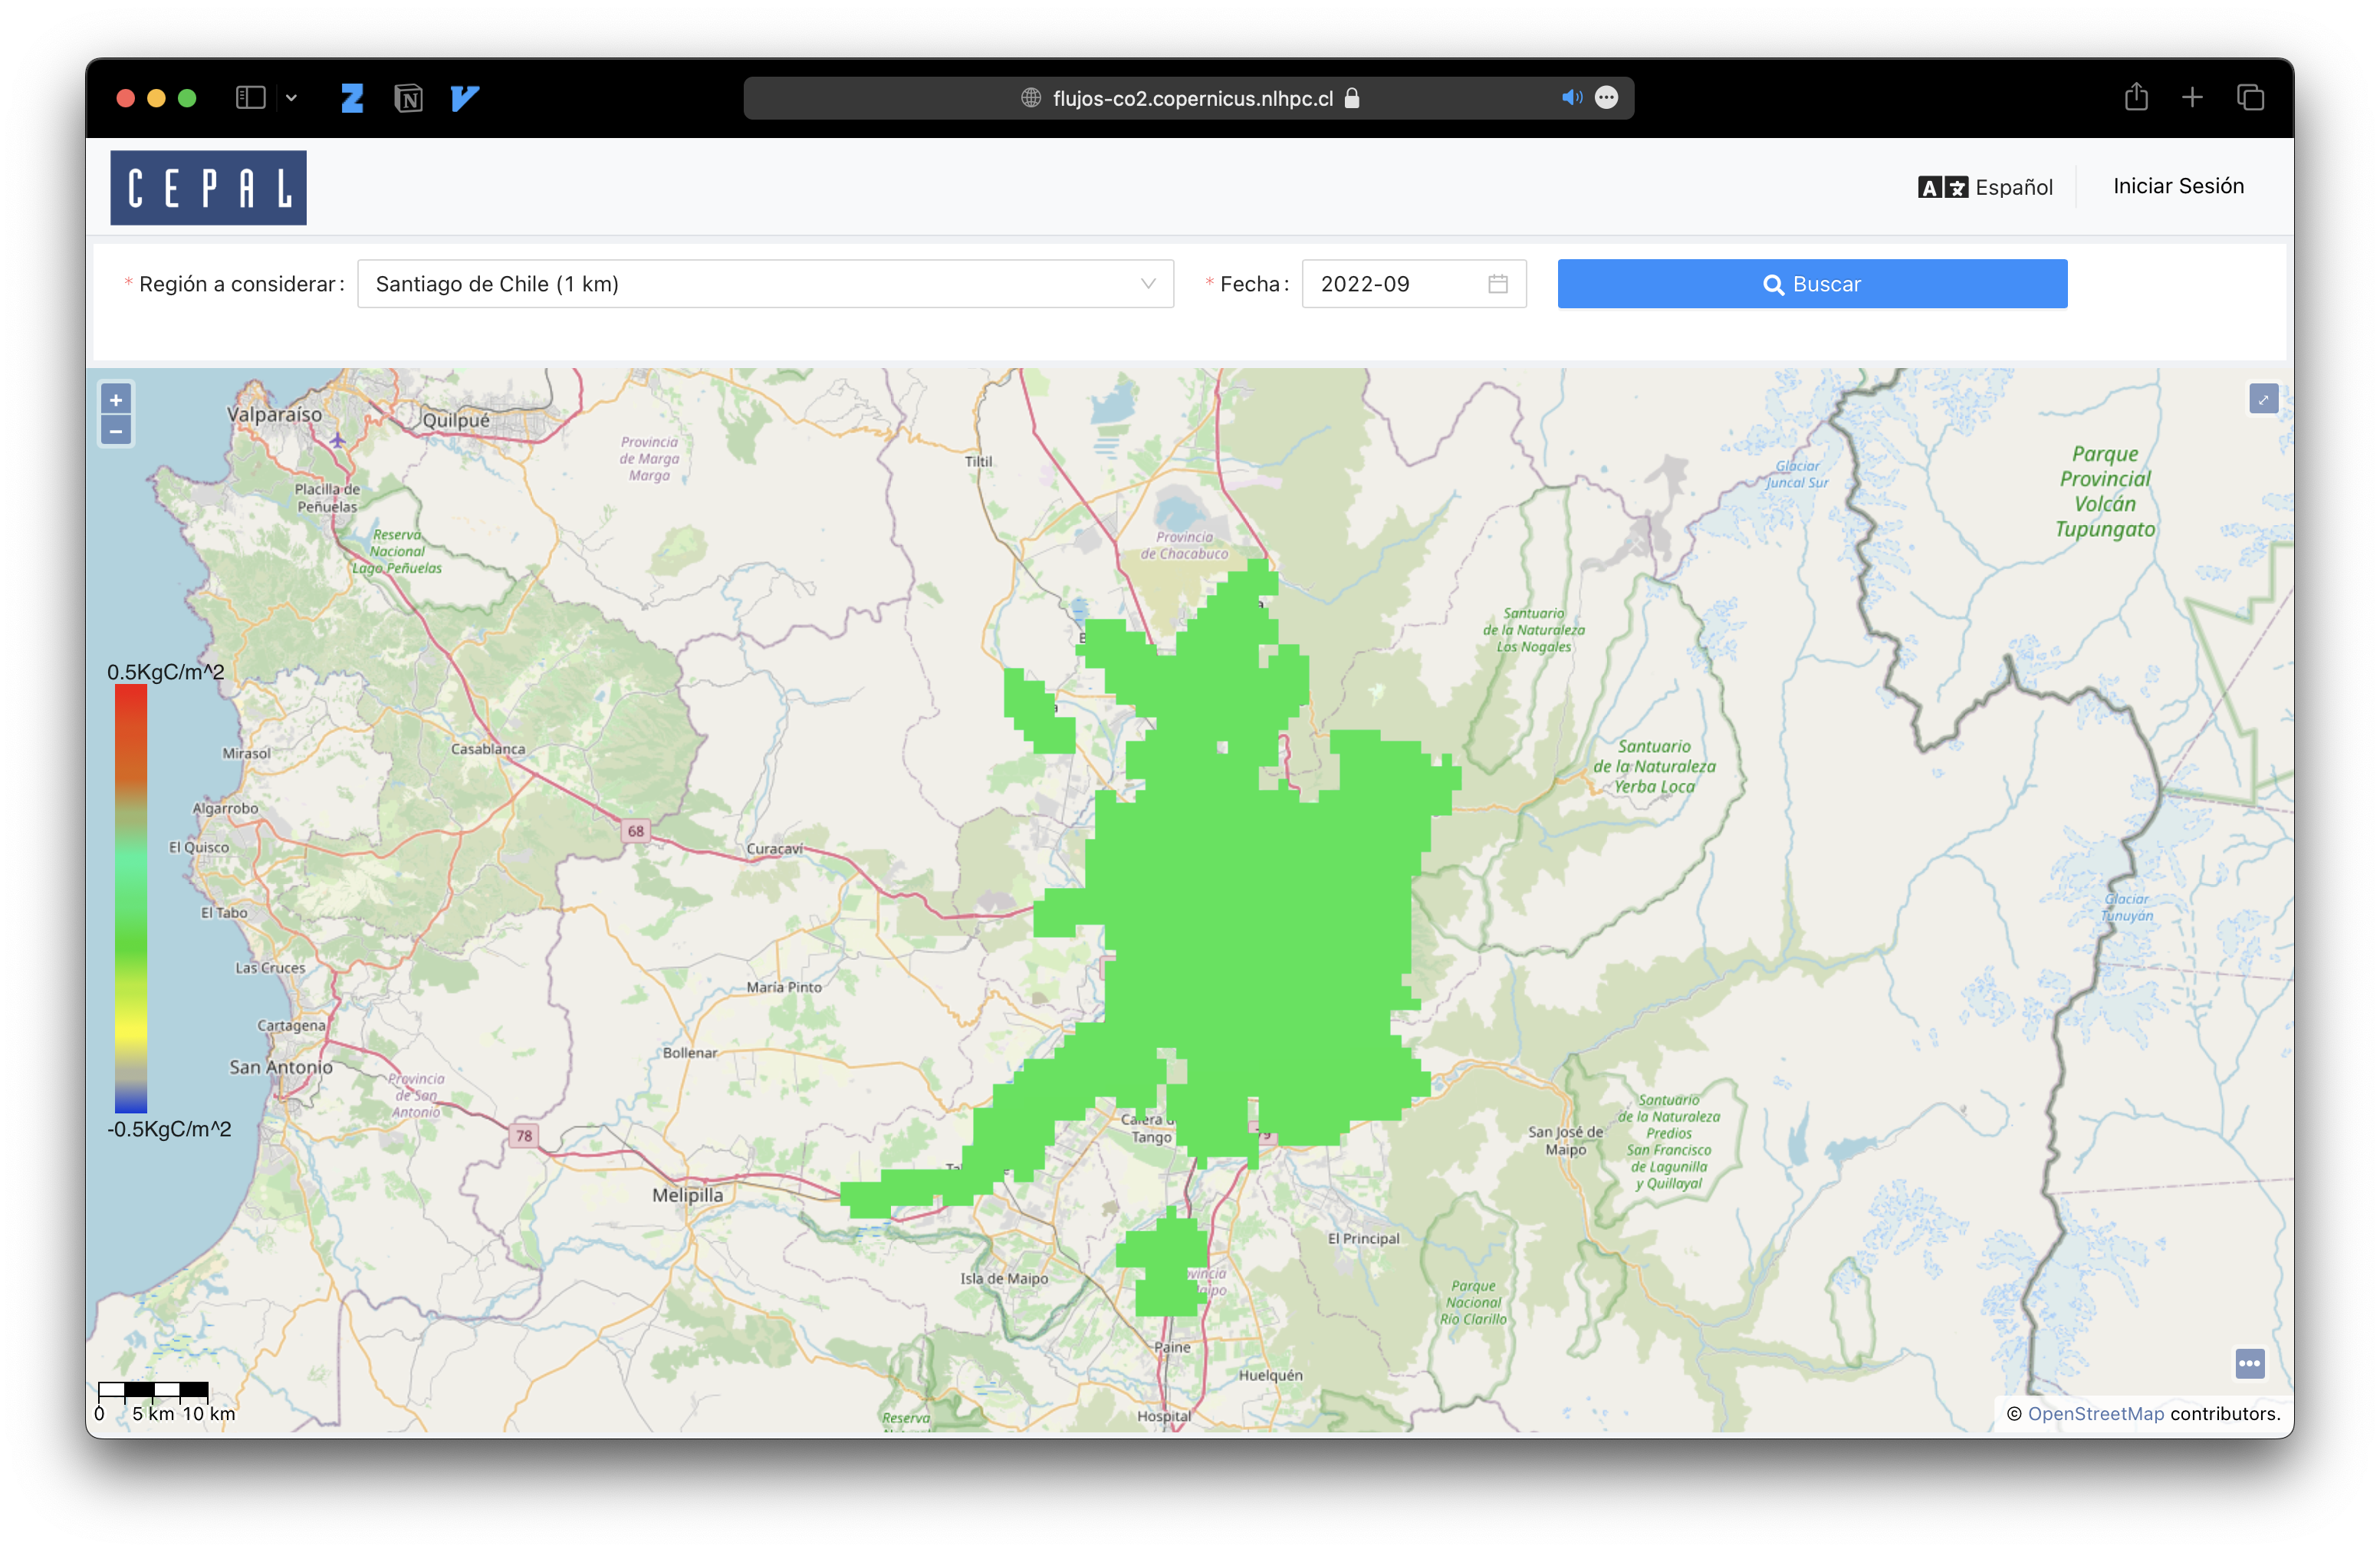 flujos-co2.copernicus.nlhpc.cl
CEPAL
Español
Iniciar Sesión
* Región a considerar :
Santiago de Chile (1 km)
* Fecha :
2022-09
Buscar
+
−
Valparaíso
Quilpué
Provincia
de Marga
Marga
Tiltil
Placilla de
Peñuelas
Reserva
Nacional
Lago Peñuelas
Provincia
de Chacabuco
Glaciar
Juncal Sur
Parque
Provincial
Volcán
Tupungato
Santuario
de la Naturaleza
Los Nogales
0.5KgC/m^2
Mirasol
Casablanca
Santuario
de la Naturaleza
Yerba Loca
Algarrobo
68
El Quisco
Curacaví
El Tabo
Glaciar
Tunuyán
Las Cruces
María Pinto
Cartagena
Bollenar
San Antonio
Provincia
de San
Antonio
-0.5KgC/m^2
78
Calera
Tango
79
San José de
Maipo
Santuario
de la Naturaleza
Predios
San Francisco
de Lagunilla
y Quillayal
Melipilla
El Principal
Isla de Maipo
Parque
Nacional
Río Clarillo
Paine
Huelquén
Hospital
Reserva
0 5 km 10 km
© OpenStreetMap contributors.